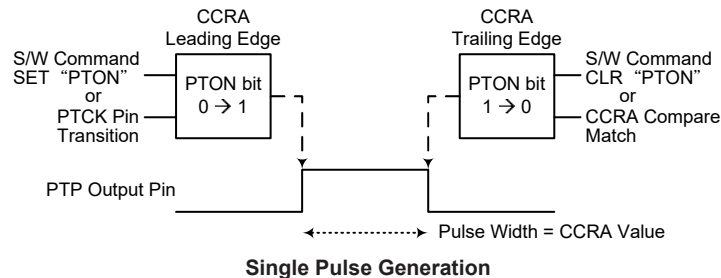 CCRA
Leading Edge
S/W Command
SET “PTON”
or
PTCK Pin
Transition
PTON bit
0 → 1
CCRA
Trailing Edge
PTON bit
1 → 0
S/W Command
CLR “PTON”
or
CCRA Compare
Match
PTP Output Pin
Pulse Width = CCRA Value
Single Pulse Generation